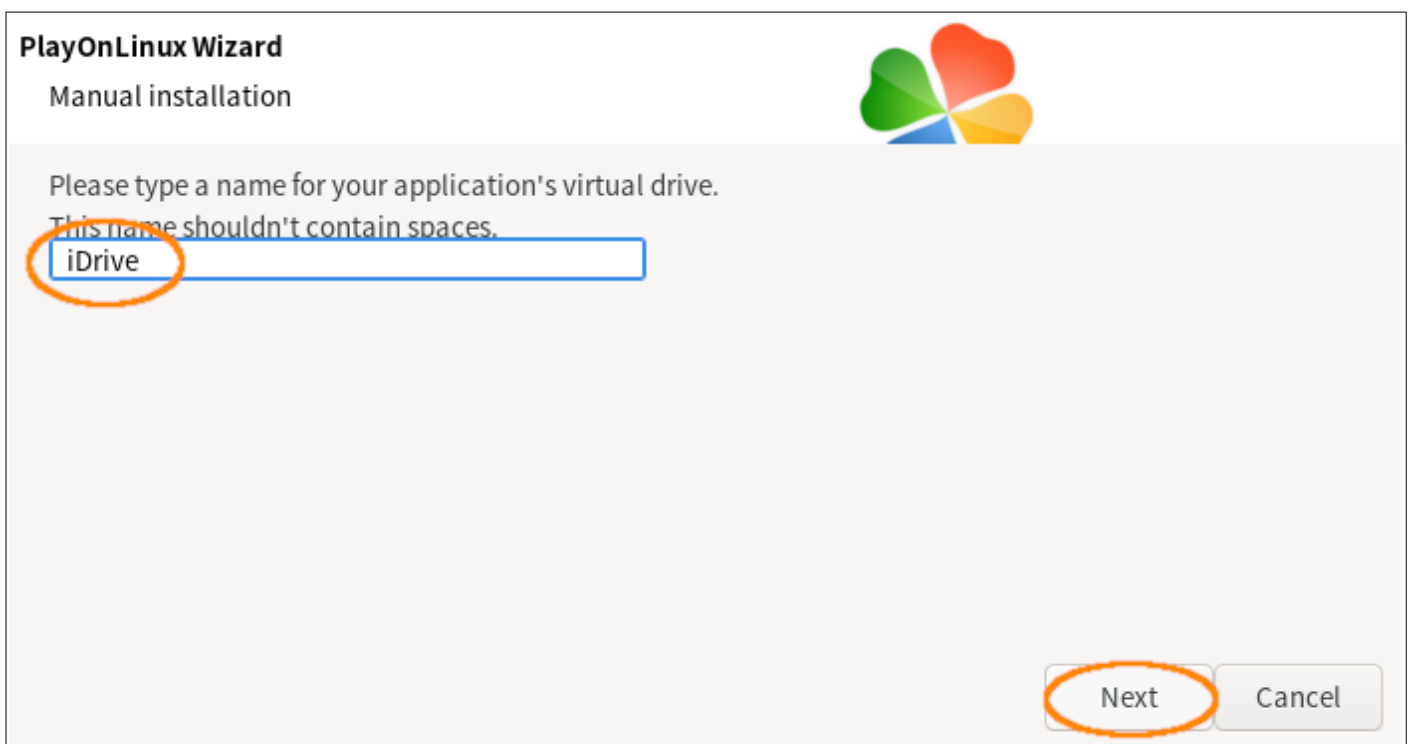 PlayOnLinux Wizard
Manual installation
Please type a name for your application's virtual drive.
This name shouldn't contain spaces.
iDrive
Next
Cancel